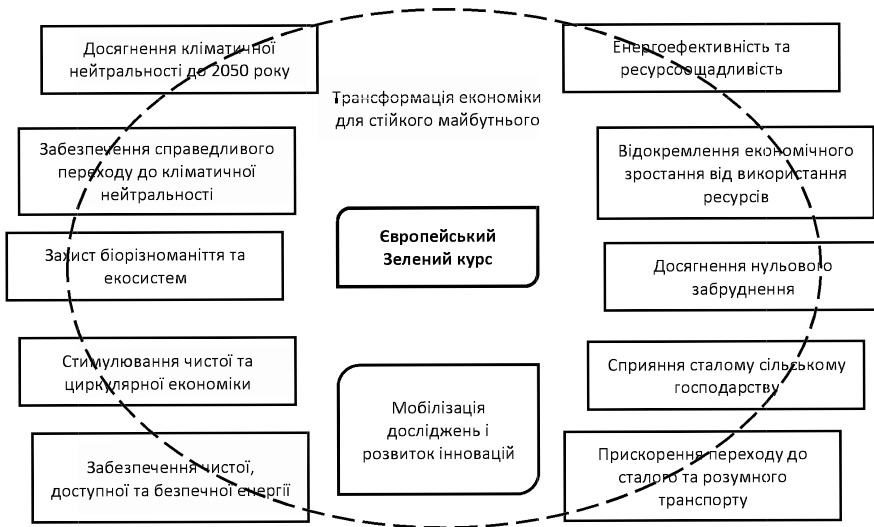 Досягнення кліматичної
нейтральності до 2050 року
Енергоефективність та
ресурсоощадливість
Трансформація економіки
для стійкого майбутнього
Забезпечення справедливого
переходу до кліматичної
нейтральності
Відокремлення економічного
зростання від використання
ресурсів
Європейський
Зелений курс
Захист біорізноманіття та
екосистем
Досягнення нульового
забруднення
Стимулювання чистої та
циркулярної економіки
Сприяння сталому сільському
господарству
Мобілізація
досліджень і
розвиток інновацій
Забезпечення чистої,
доступної та безпечної енергії
Прискорення переходу до
сталого та розумного
транспорту